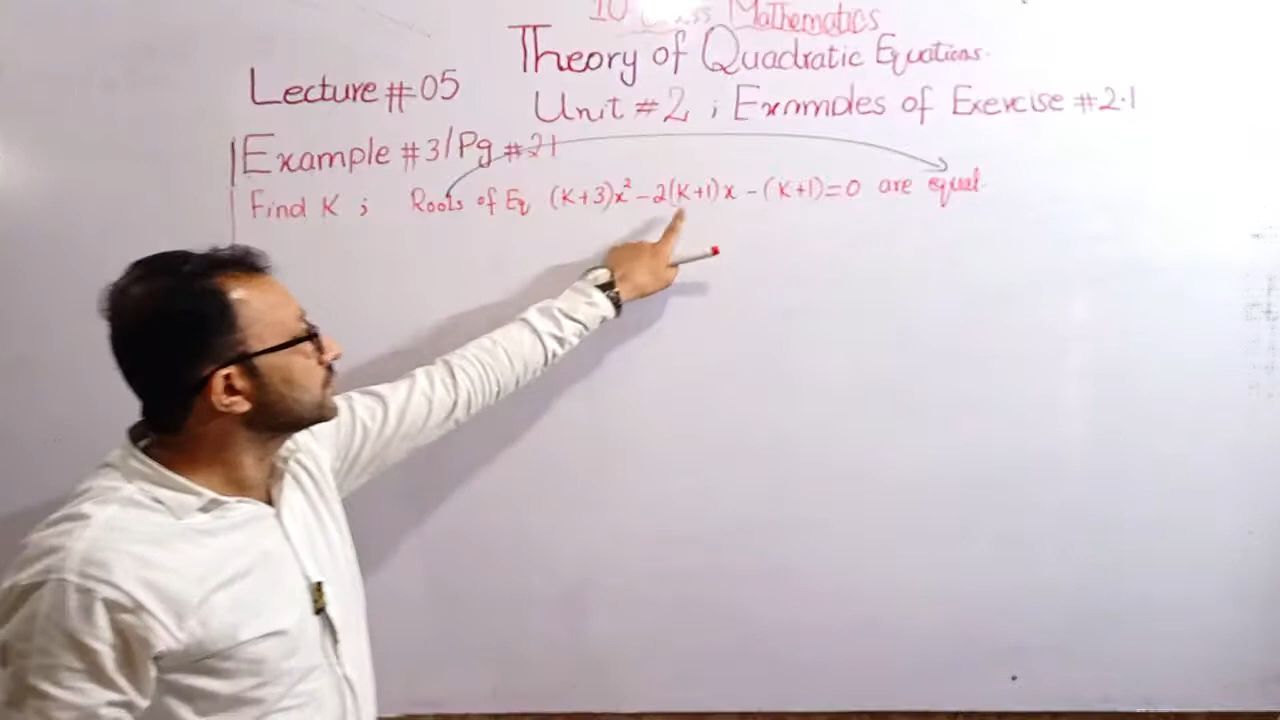 10 Class Mathematics
Theory of Quadratic Equations.
Lecture #05
Unit #2 ; Examples of Exercise #2.1
Example #3/Pg #21
Find K ; Roots of Eq (K+3)x² -2(K+1)x -(K+1)=0 are equal.